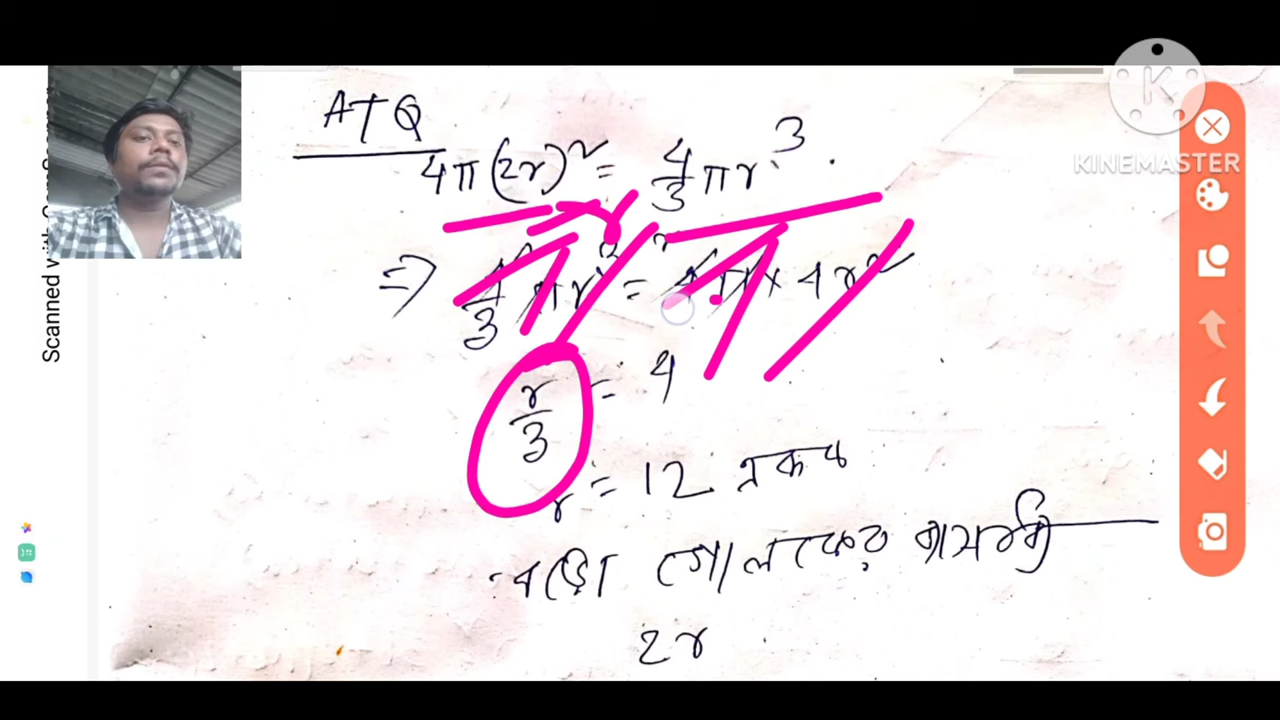 ATQ
4π(2r)² = 4/3 πr³.
=> 4/3 πr³ = 4π × 4r²
r/3 = 4
r = 12 একক
বড়ো গোলকের ব্যাসার্ধ
2r
KINEMASTER
Scanned with